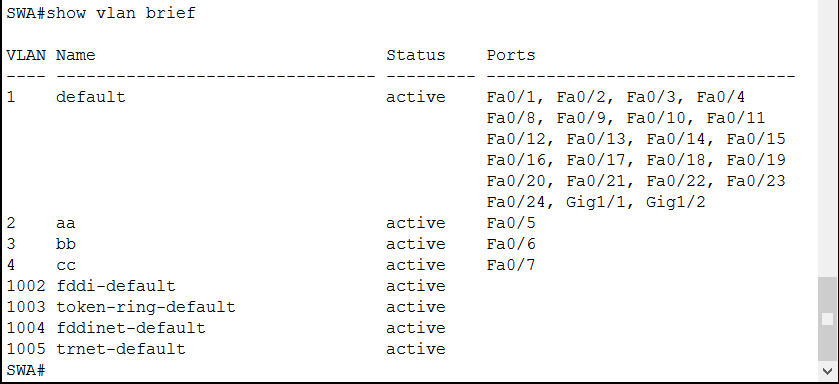 SWA#show vlan brief
VLAN Name                             Status    Ports
---- -------------------------------- --------- -------------------------------
1    default                          active    Fa0/1, Fa0/2, Fa0/3, Fa0/4
                                                Fa0/8, Fa0/9, Fa0/10, Fa0/11
                                                Fa0/12, Fa0/13, Fa0/14, Fa0/15
                                                Fa0/16, Fa0/17, Fa0/18, Fa0/19
                                                Fa0/20, Fa0/21, Fa0/22, Fa0/23
                                                Fa0/24, Gig1/1, Gig1/2
2    aa                               active    Fa0/5
3    bb                               active    Fa0/6
4    cc                               active    Fa0/7
1002 fddi-default                     active
1003 token-ring-default               active
1004 fddinet-default                  active
1005 trnet-default                    active
SWA#